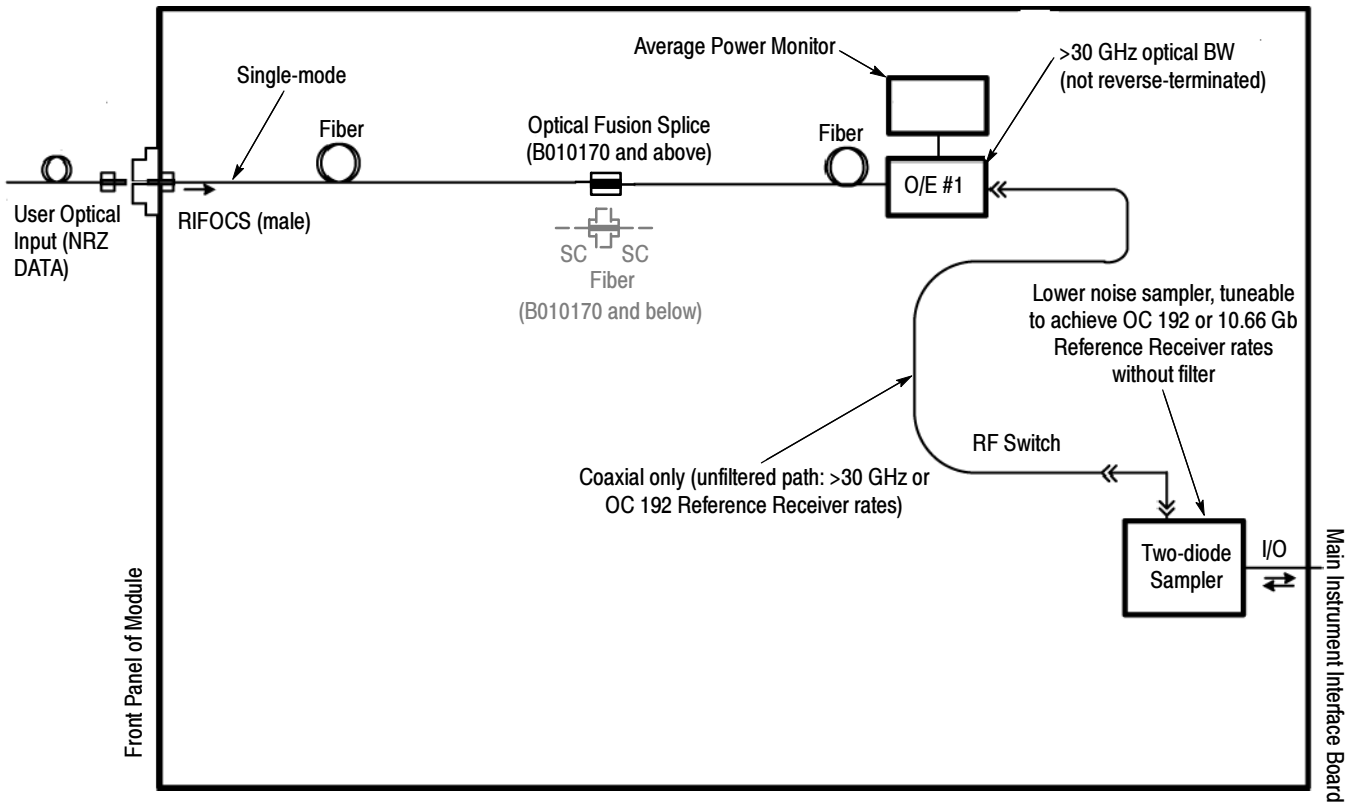 Average Power Monitor
>30 GHz optical BW
(not reverse-terminated)
Single-mode
Fiber
Optical Fusion Splice
(B010170 and above)
Fiber
O/E #1
User Optical
Input (NRZ
DATA)
RIFOCS (male)
SC SC
Fiber
(B010170 and below)
Lower noise sampler, tuneable
to achieve OC 192 or 10.66 Gb
Reference Receiver rates
without filter
RF Switch
Coaxial only (unfiltered path: >30 GHz or
OC 192 Reference Receiver rates)
Two-diode
Sampler
I/O
Front Panel of Module
Main Instrument Interface Board